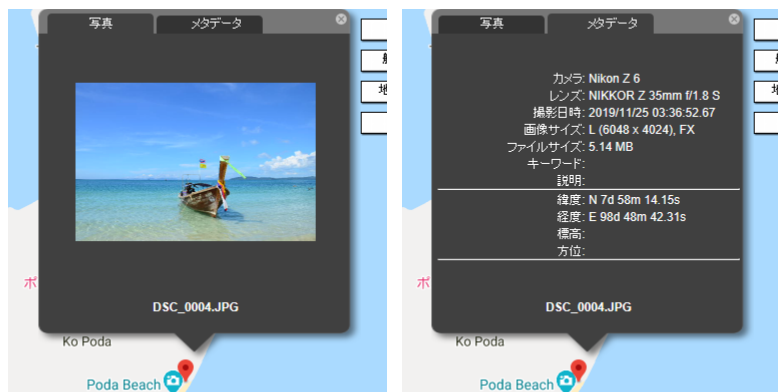 写真
メタデータ
DSC_0004.JPG
Ko Poda
Poda Beach
写真
メタデータ
カメラ: Nikon Z 6
レンズ: NIKKOR Z 35mm f/1.8 S
撮影日時: 2019/11/25 03:36:52.67
画像サイズ: L (6048 x 4024), FX
ファイルサイズ: 5.14 MB
キーワード:
説明:
緯度: N 7d 58m 14.15s
経度: E 98d 48m 42.31s
標高:
方位:
DSC_0004.JPG
Ko Poda
Poda Beach